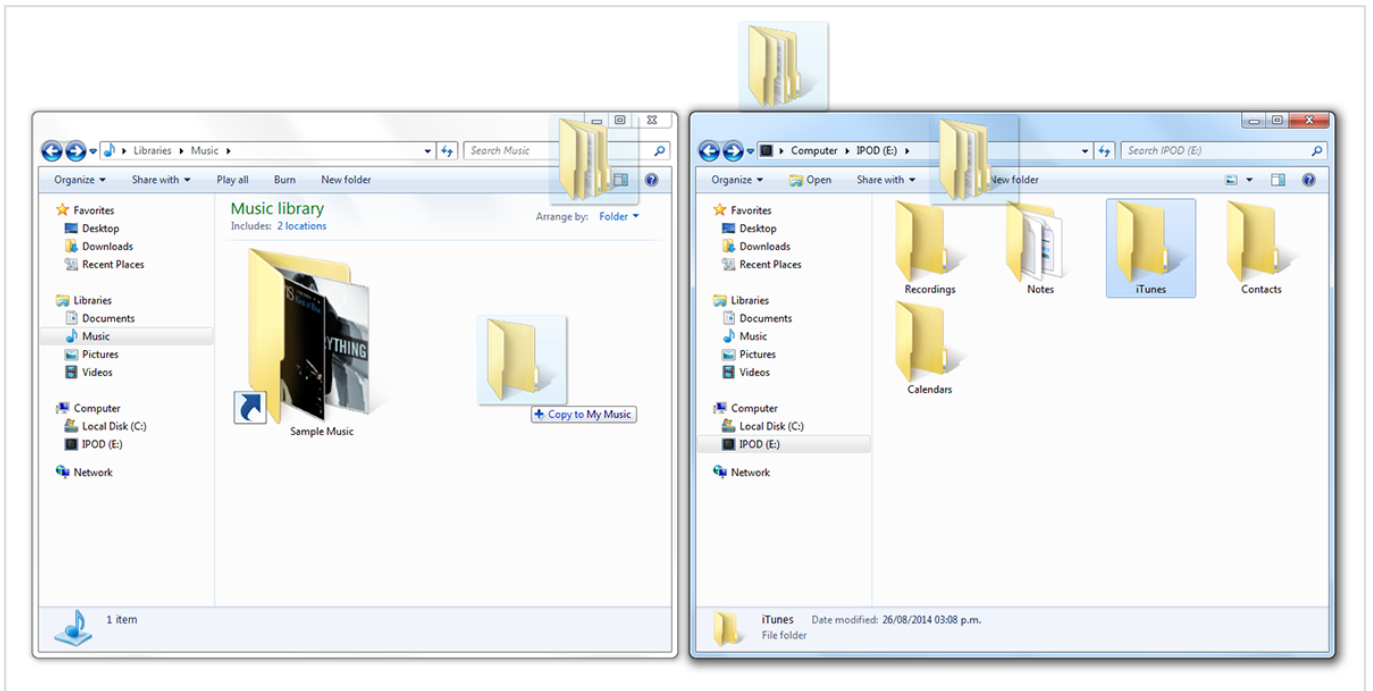 Libraries Music
Search Music
Organize Share with Play all Burn New folder
Favorites
Desktop
Downloads
Recent Places
Libraries
Documents
Music
Pictures
Videos
Computer
Local Disk (C:)
IPOD (E:)
Network
Music library
Includes: 2 locations
Arrange by: Folder
YTHING
Sample Music
Copy to My Music
1 item
Computer IPOD (E:)
Search IPOD (E:)
Organize Open Share with New folder
Favorites
Desktop
Downloads
Recent Places
Libraries
Documents
Music
Pictures
Videos
Computer
Local Disk (C:)
IPOD (E:)
Network
Recordings Notes iTunes Contacts
Calendars
iTunes Date modified: 26/08/2014 03:08 p.m.
File folder